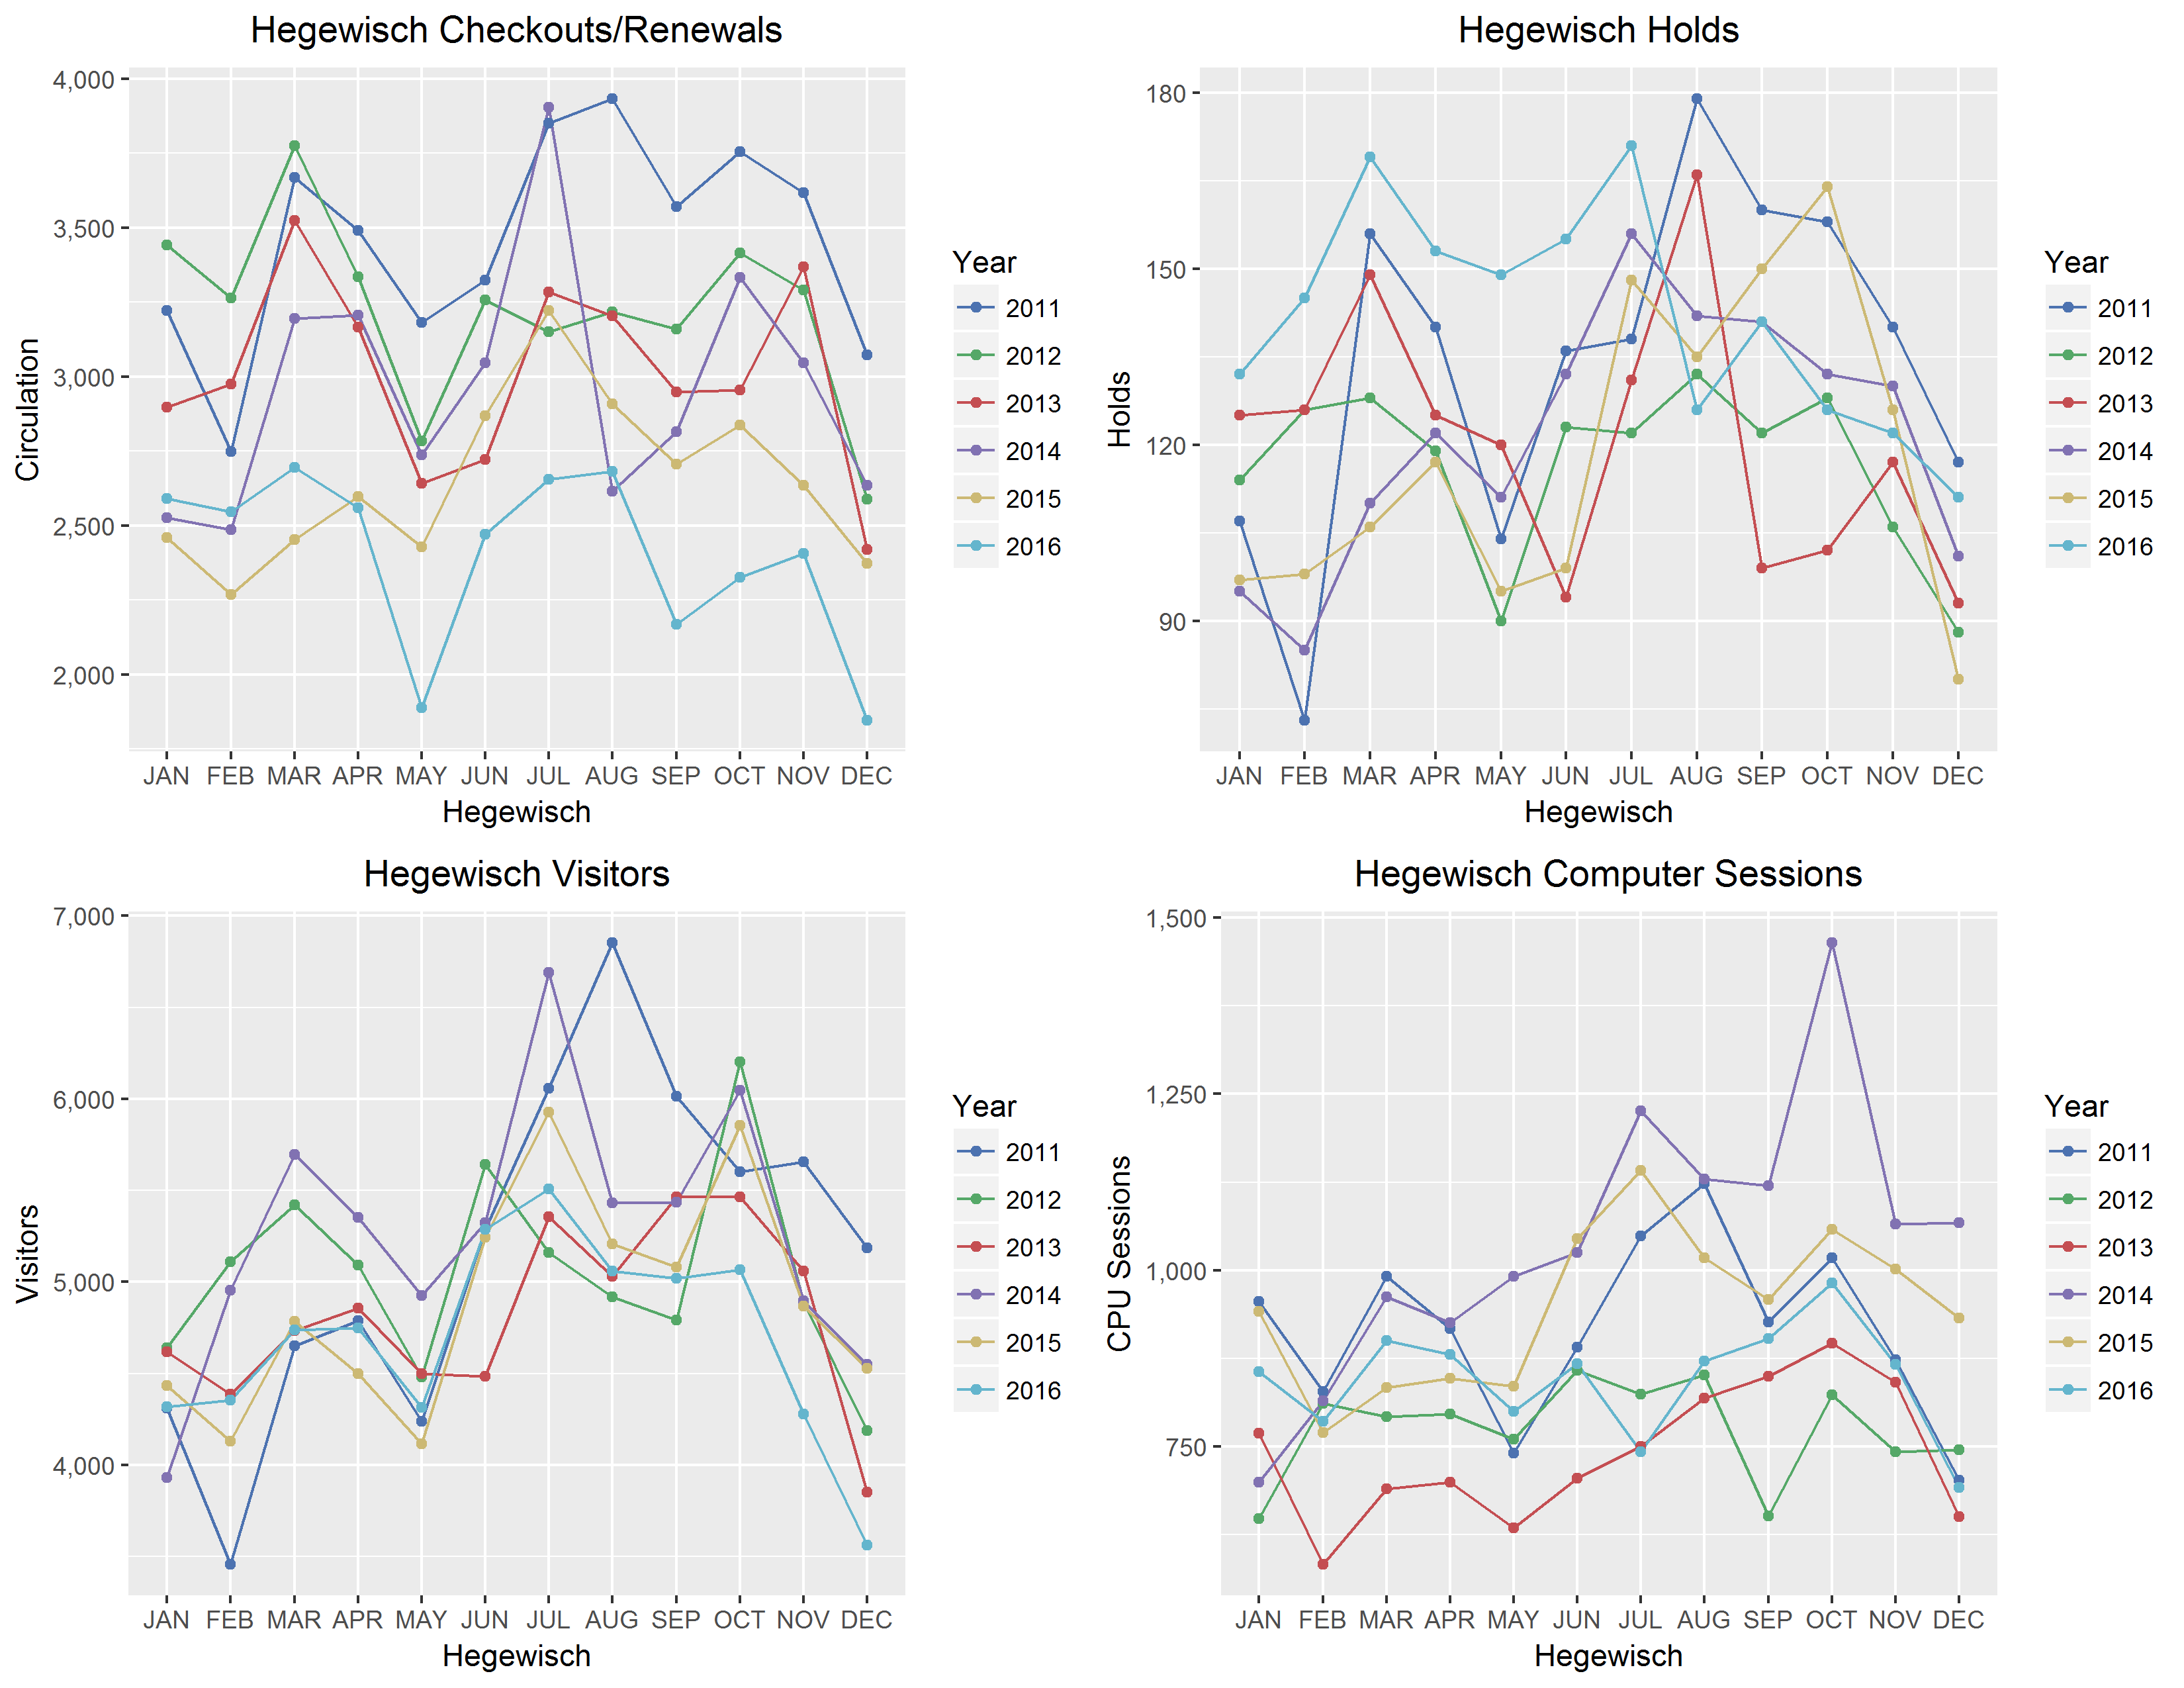 Hegewisch Checkouts/Renewals
4,000
3,500
3,000
2,500
2,000
Circulation
JAN FEB MAR APR MAY JUN JUL AUG SEP OCT NOV DEC
Hegewisch
Year
2011
2012
2013
2014
2015
2016
Hegewisch Holds
180
150
120
90
Holds
JAN FEB MAR APR MAY JUN JUL AUG SEP OCT NOV DEC
Hegewisch
Year
2011
2012
2013
2014
2015
2016
Hegewisch Visitors
7,000
6,000
5,000
4,000
Visitors
JAN FEB MAR APR MAY JUN JUL AUG SEP OCT NOV DEC
Hegewisch
Year
2011
2012
2013
2014
2015
2016
Hegewisch Computer Sessions
1,500
1,250
1,000
750
CPU Sessions
JAN FEB MAR APR MAY JUN JUL AUG SEP OCT NOV DEC
Hegewisch
Year
2011
2012
2013
2014
2015
2016